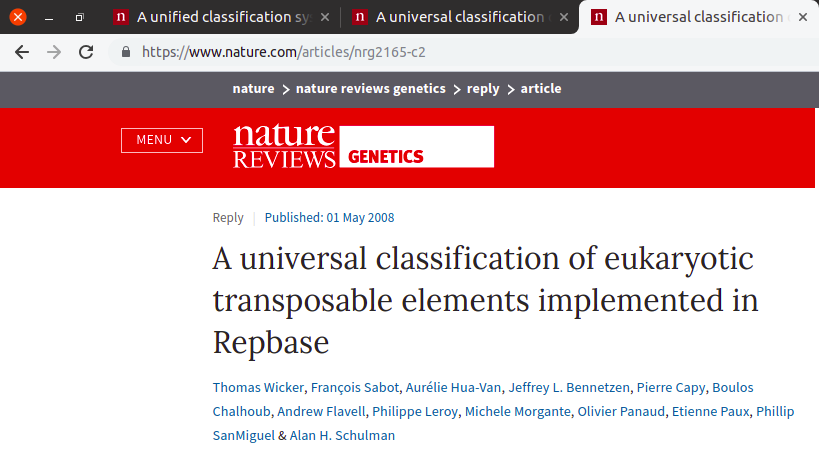 A unified classification sy
A universal classification
A universal classification
https://www.nature.com/articles/nrg2165-c2
nature > nature reviews genetics > reply > article
MENU
nature
REVIEWS GENETICS
Reply | Published: 01 May 2008
A universal classification of eukaryotic
transposable elements implemented in
Repbase
Thomas Wicker, François Sabot, Aurélie Hua-Van, Jeffrey L. Bennetzen, Pierre Capy, Boulos
Chalhoub, Andrew Flavell, Philippe Leroy, Michele Morgante, Olivier Panaud, Etienne Paux, Phillip
SanMiguel & Alan H. Schulman